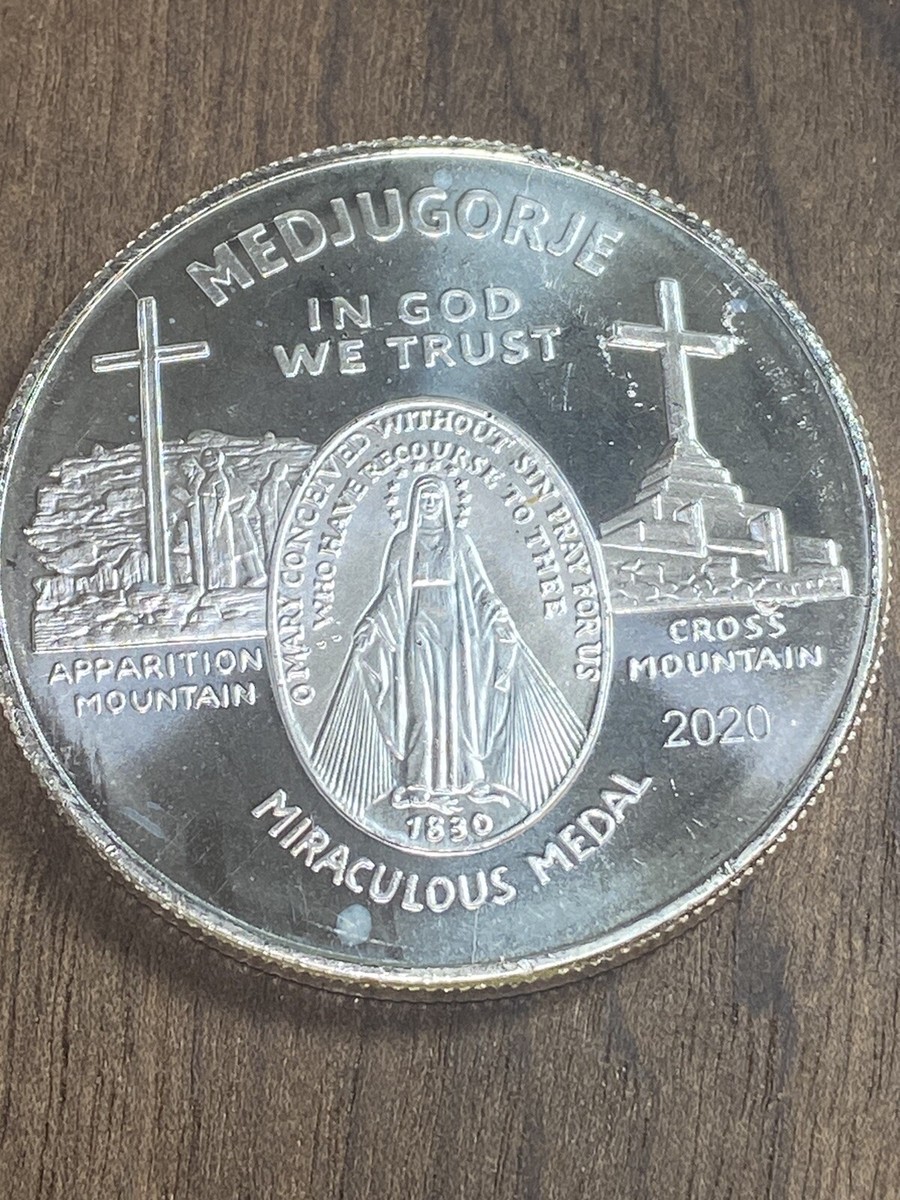 MEDJUGORJE
IN GOD
WE TRUST
O MARY CONCEIVED WITHOUT SIN PRAY FOR US
WHO HAVE RECOURSE TO THEE
APPARITION
MOUNTAIN
CROSS
MOUNTAIN
2020
1830
MIRACULOUS MEDAL